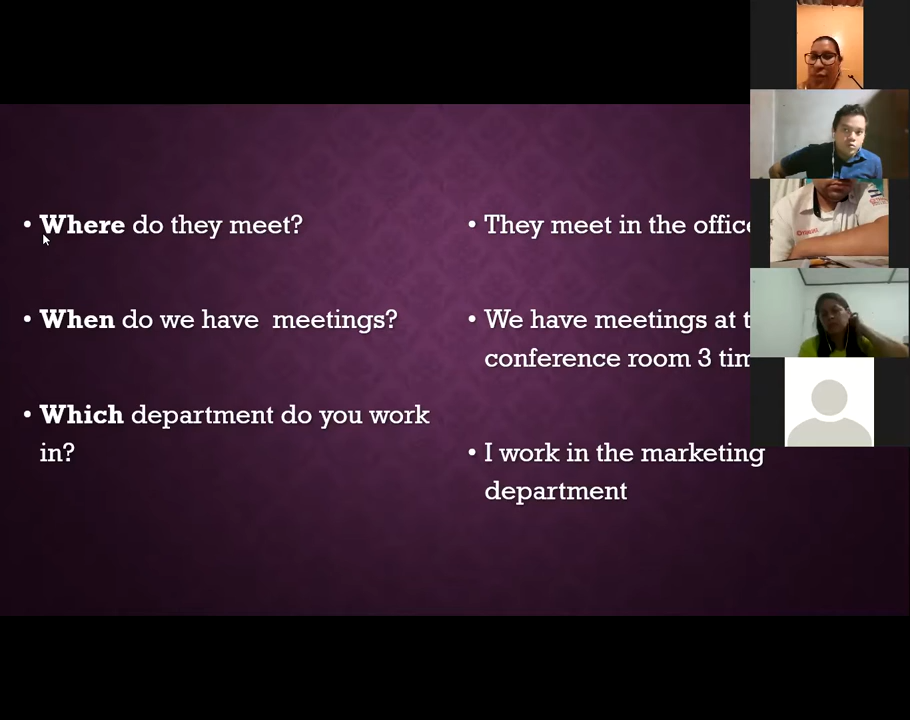 • Where do they meet?
• When do we have meetings?
• Which department do you work
in?
• They meet in the office
• We have meetings at
conference room 3
• I work in the marketing
department